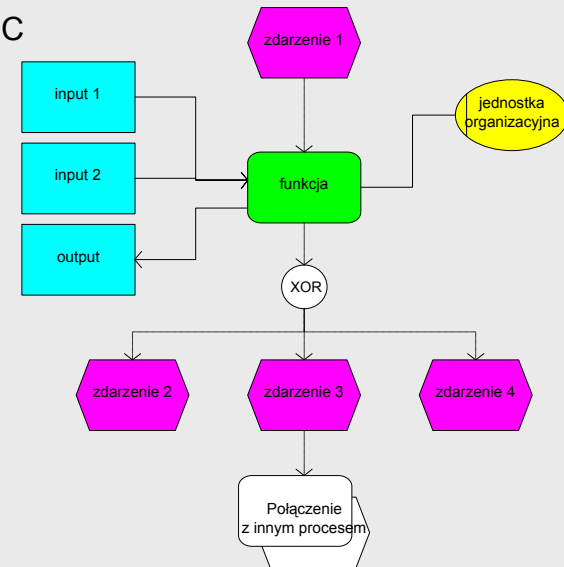 C
zdarzenie 1
input 1
jednostka
organizacyjna
input 2
funkcja
output
XOR
zdarzenie 2
zdarzenie 3
zdarzenie 4
Połączenie
z innym procesem